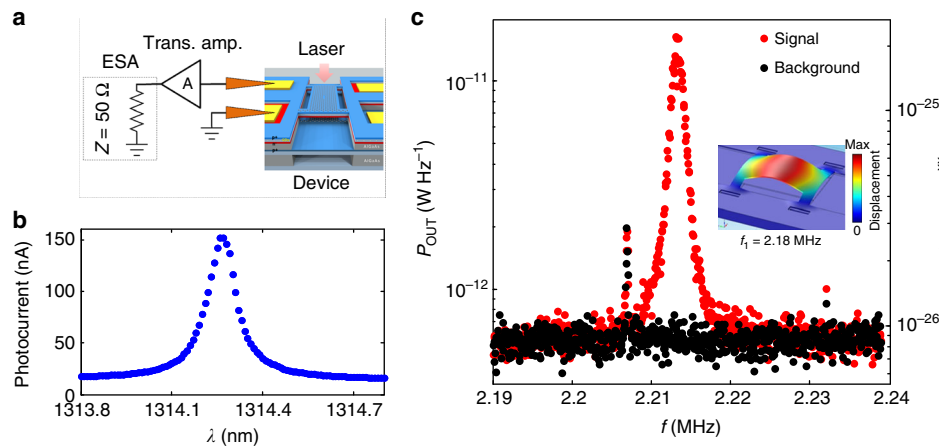 a
Trans. amp.
Laser
ESA
A
Z = 50 Ω
Device
b
Photocurrent (nA)
150
100
50
0
1313.8
1314.1
1314.4
1314.7
λ (nm)
c
Signal
Background
10⁻¹¹
10⁻¹²
P_OUT (W Hz⁻¹)
10⁻²⁵
10⁻²⁶
Max
Displacement
0
f₁ = 2.18 MHz
2.19
2.2
2.21
2.22
2.23
2.24
f (MHz)